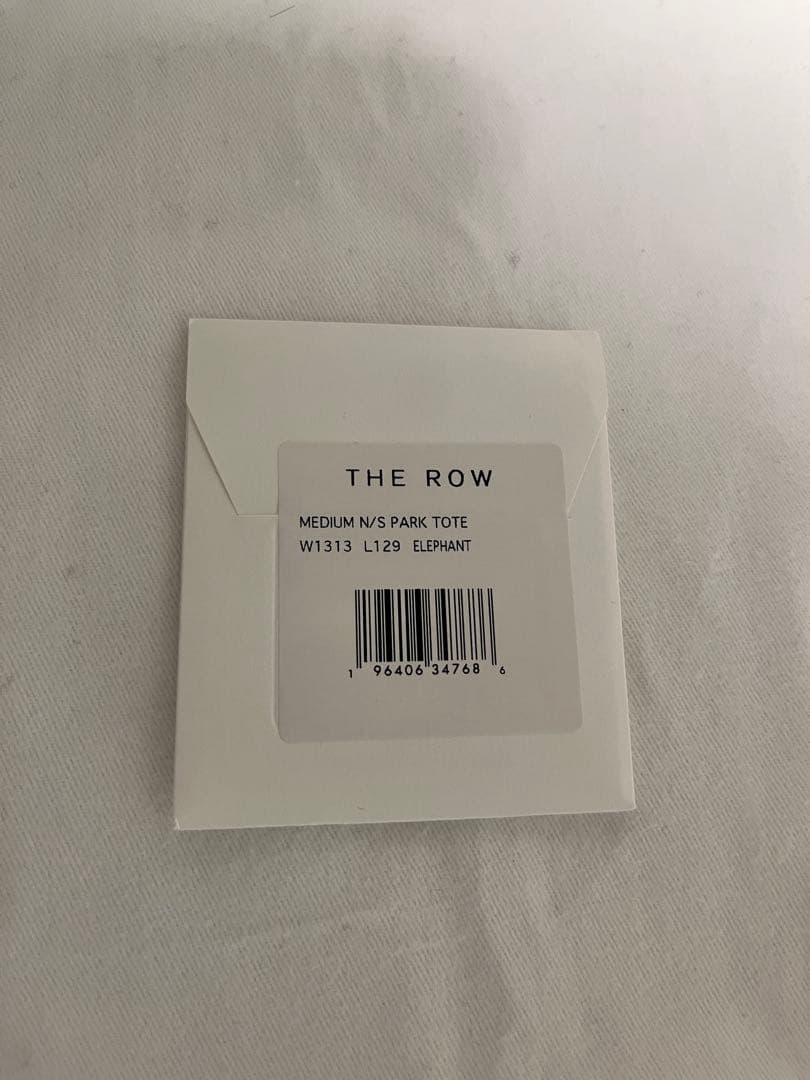 THE ROW
MEDIUM N/S PARK TOTE
W1313 L129 ELEPHANT
1 96406 34768 6